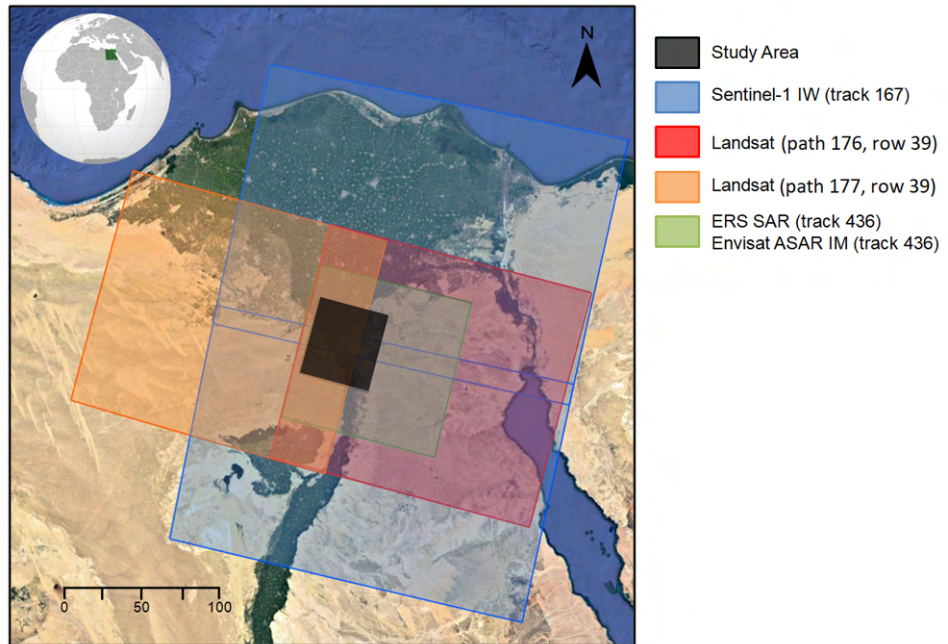 N
Study Area
Sentinel-1 IW (track 167)
Landsat (path 176, row 39)
Landsat (path 177, row 39)
ERS SAR (track 436)
Envisat ASAR IM (track 436)
0 50 100